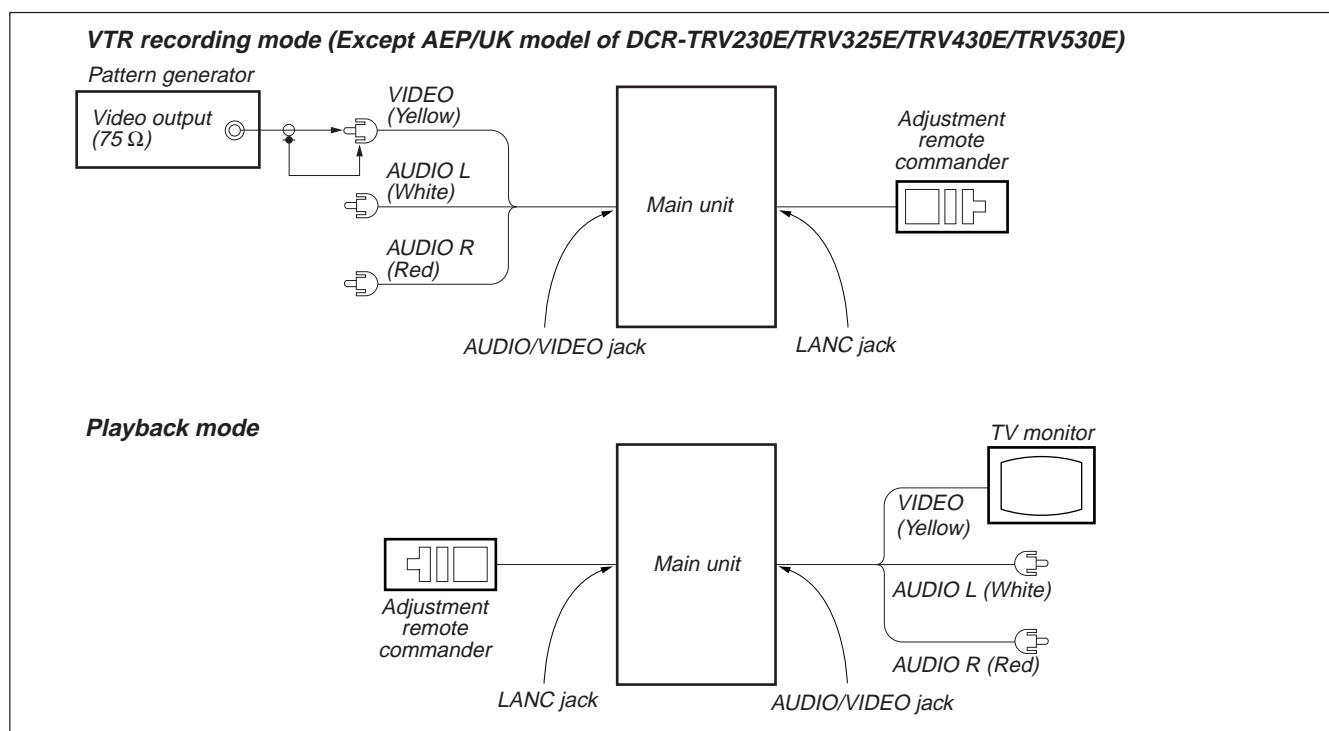 VTR recording mode (Except AEP/UK model of DCR-TRV230E/TRV325E/TRV430E/TRV530E)
Pattern generator
Video output
(75 Ω)
VIDEO
(Yellow)
AUDIO L
(White)
AUDIO R
(Red)
Main unit
Adjustment
remote
commander
AUDIO/VIDEO jack
LANC jack
Playback mode
TV monitor
Adjustment
remote
commander
Main unit
VIDEO
(Yellow)
AUDIO L (White)
AUDIO R (Red)
LANC jack
AUDIO/VIDEO jack